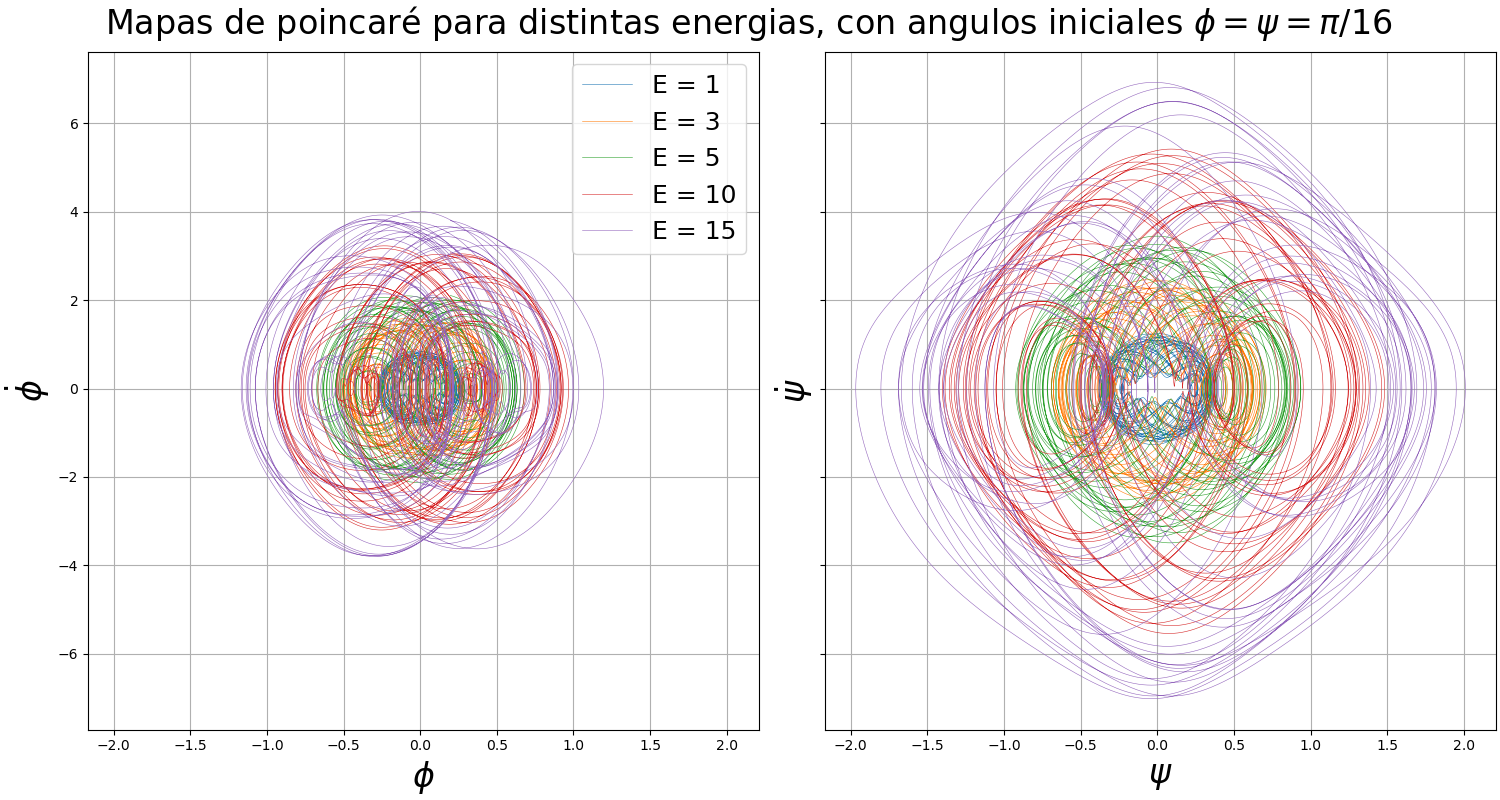 Mapas de poincaré para distintas energias, con angulos iniciales ϕ = ψ = π/16
E = 1
E = 3
E = 5
E = 10
E = 15
6
4
2
0
−2
−4
−6
ϕ̇
ψ̇
−2.0 −1.5 −1.0 −0.5 0.0 0.5 1.0 1.5 2.0
−2.0 −1.5 −1.0 −0.5 0.0 0.5 1.0 1.5 2.0
ϕ
ψ